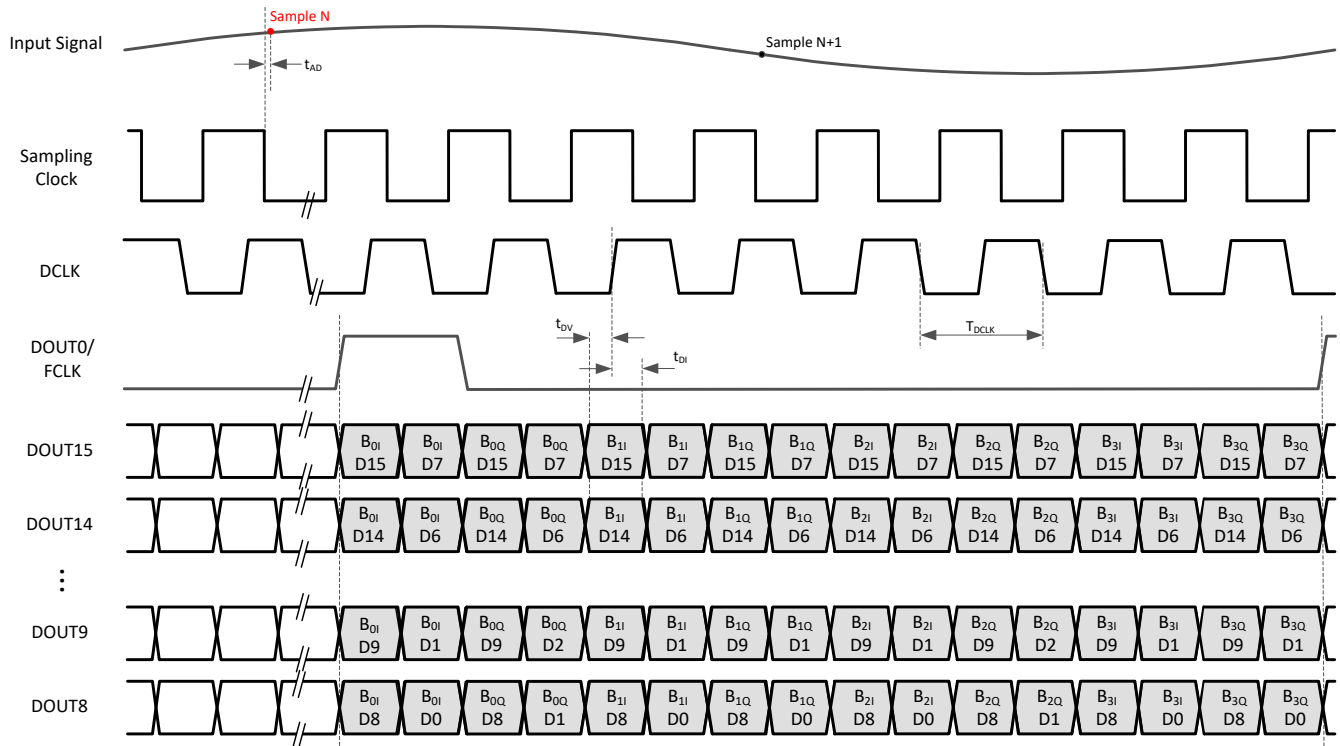 Sample N
Input Signal
Sample N+1
tAD
Sampling
Clock
DCLK
tDV
TDCLK
DOUT0/
FCLK
tDI
DOUT15
B0I B0I B0Q B0Q B1I B1I B1Q B1Q B2I B2I B2Q B2Q B3I B3I B3Q B3Q
D15 D7 D15 D7 D15 D7 D15 D7 D15 D7 D15 D7 D15 D7 D15 D7
DOUT14
B0I B0I B0Q B0Q B1I B1I B1Q B1Q B2I B2I B2Q B2Q B3I B3I B3Q B3Q
D14 D6 D14 D6 D14 D6 D14 D6 D14 D6 D14 D6 D14 D6 D14 D6
DOUT9
B0I B0I B0Q B0Q B1I B1I B1Q B1Q B2I B2I B2Q B2Q B3I B3I B3Q B3Q
D9 D1 D9 D2 D9 D1 D9 D1 D9 D1 D9 D2 D9 D1 D9 D1
DOUT8
B0I B0I B0Q B0Q B1I B1I B1Q B1Q B2I B2I B2Q B2Q B3I B3I B3Q B3Q
D8 D0 D8 D1 D8 D0 D8 D0 D8 D0 D8 D1 D8 D0 D8 D0